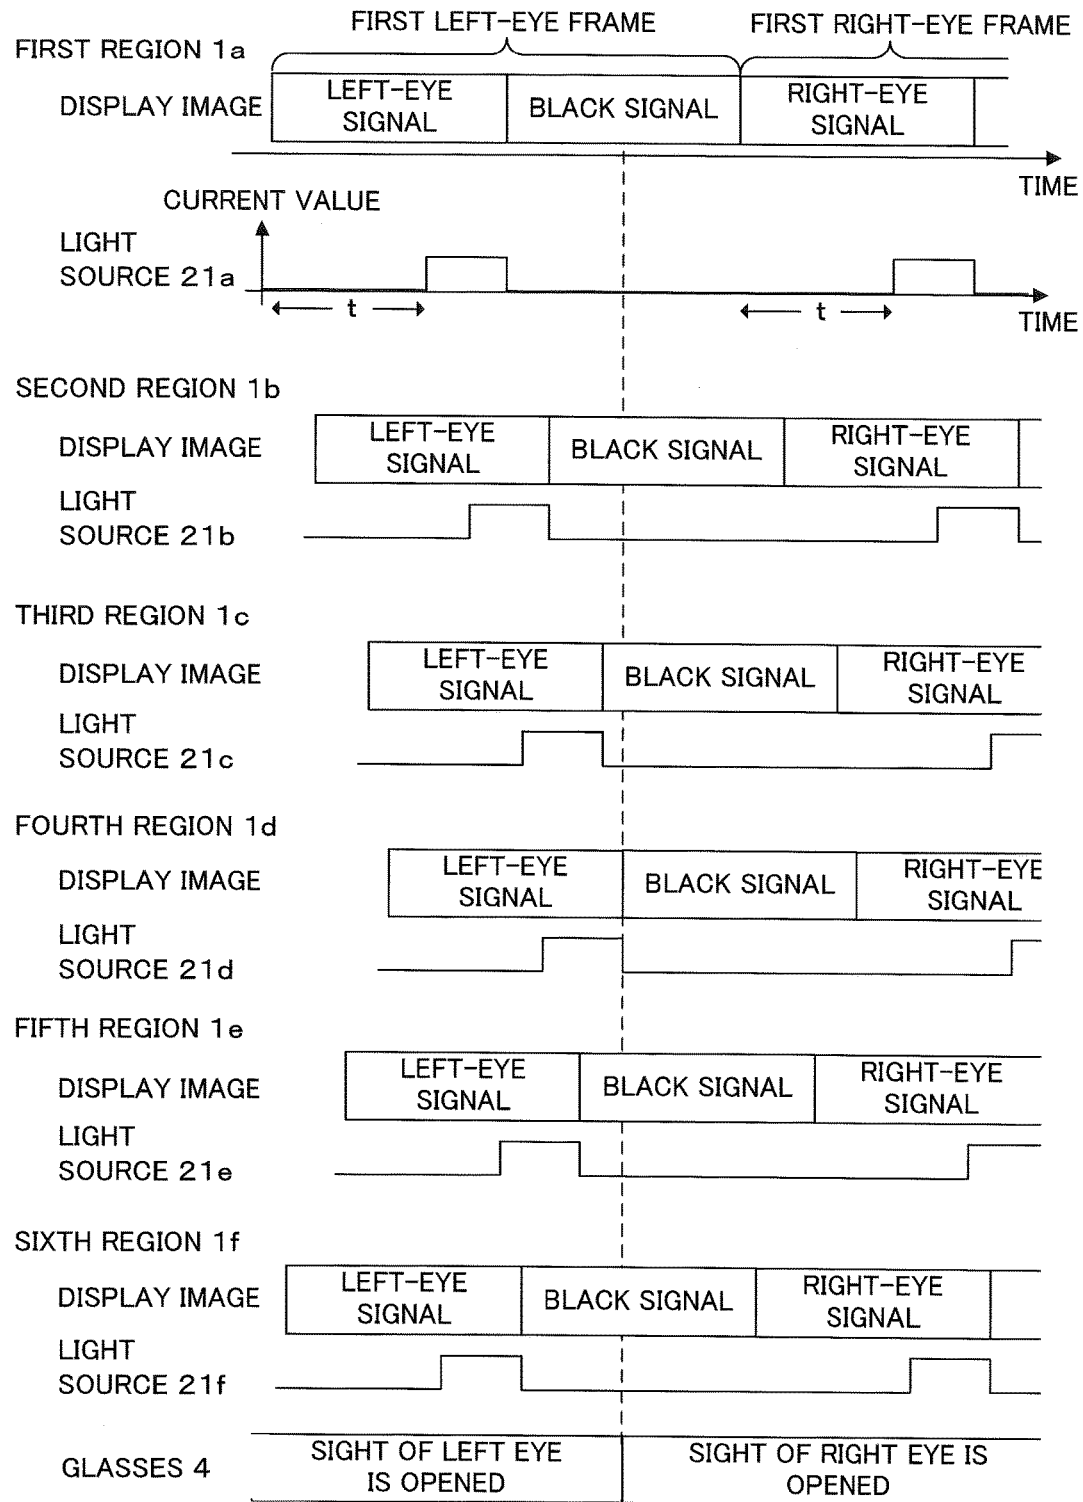 FIRST LEFT-EYE FRAME FIRST RIGHT-EYE FRAME
FIRST REGION 1a
DISPLAY IMAGE LEFT-EYE SIGNAL BLACK SIGNAL RIGHT-EYE SIGNAL
TIME
CURRENT VALUE
LIGHT
SOURCE 21a
t t
TIME
SECOND REGION 1b
DISPLAY IMAGE LEFT-EYE SIGNAL BLACK SIGNAL RIGHT-EYE SIGNAL
LIGHT
SOURCE 21b
THIRD REGION 1c
DISPLAY IMAGE LEFT-EYE SIGNAL BLACK SIGNAL RIGHT-EYE SIGNAL
LIGHT
SOURCE 21c
FOURTH REGION 1d
DISPLAY IMAGE LEFT-EYE SIGNAL BLACK SIGNAL RIGHT-EYE SIGNAL
LIGHT
SOURCE 21d
FIFTH REGION 1e
DISPLAY IMAGE LEFT-EYE SIGNAL BLACK SIGNAL RIGHT-EYE SIGNAL
LIGHT
SOURCE 21e
SIXTH REGION 1f
DISPLAY IMAGE LEFT-EYE SIGNAL BLACK SIGNAL RIGHT-EYE SIGNAL
LIGHT
SOURCE 21f
GLASSES 4 SIGHT OF LEFT EYE IS OPENED SIGHT OF RIGHT EYE IS OPENED